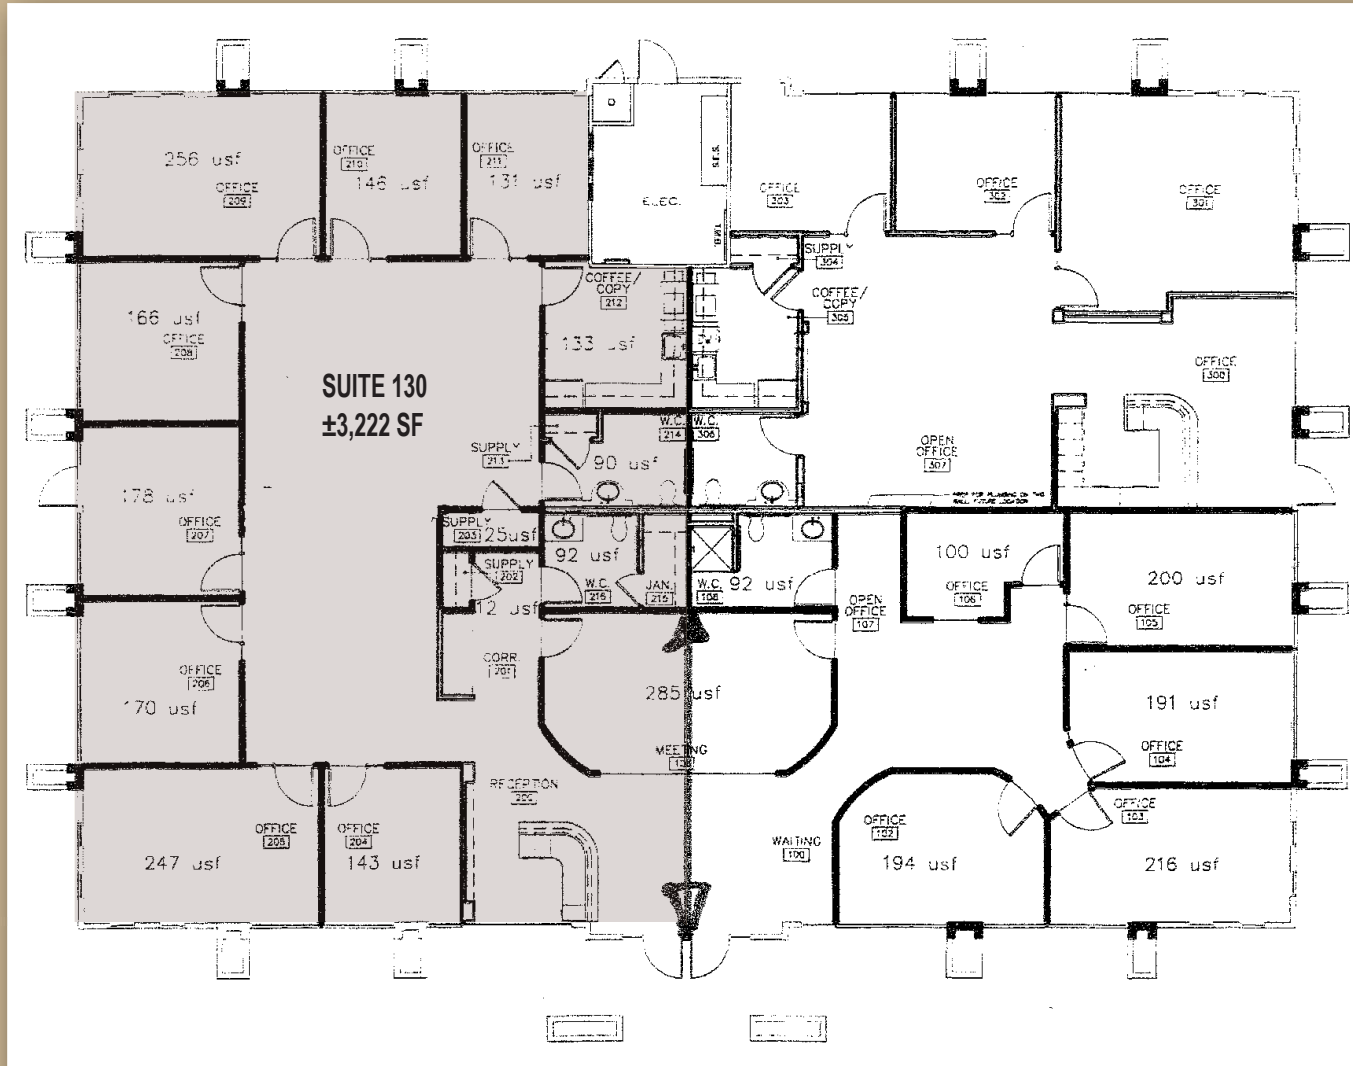 256 usf
OFFICE
209
OFFICE
210
146 usf
OFFICE
211
131 usf
ELEC.
S.E.S.
OFFICE
303
OFFICE
302
OFFICE
301
SUPPLY
304
COFFEE/
COPY
305
COFFEE/
COPY
212
133 usf
166 usf
OFFICE
208
SUITE 130
±3,222 SF
OFFICE
300
W.C.
214
W.C.
306
SUPPLY
213
90 usf
OPEN
OFFICE
307
178 usf
OFFICE
207
SUPPLY
203
25usf
SUPPLY
202
12 usf
92 usf
W.C.
216
JAN.
215
W.C.
108
92 usf
OPEN
OFFICE
107
100 usf
OFFICE
106
200 usf
OFFICE
105
CORR.
201
OFFICE
206
170 usf
285 usf
MEETING
191 usf
OFFICE
104
RECEPTION
200
OFFICE
205
247 usf
OFFICE
204
143 usf
WAITING
100
OFFICE
102
194 usf
OFFICE
103
216 usf